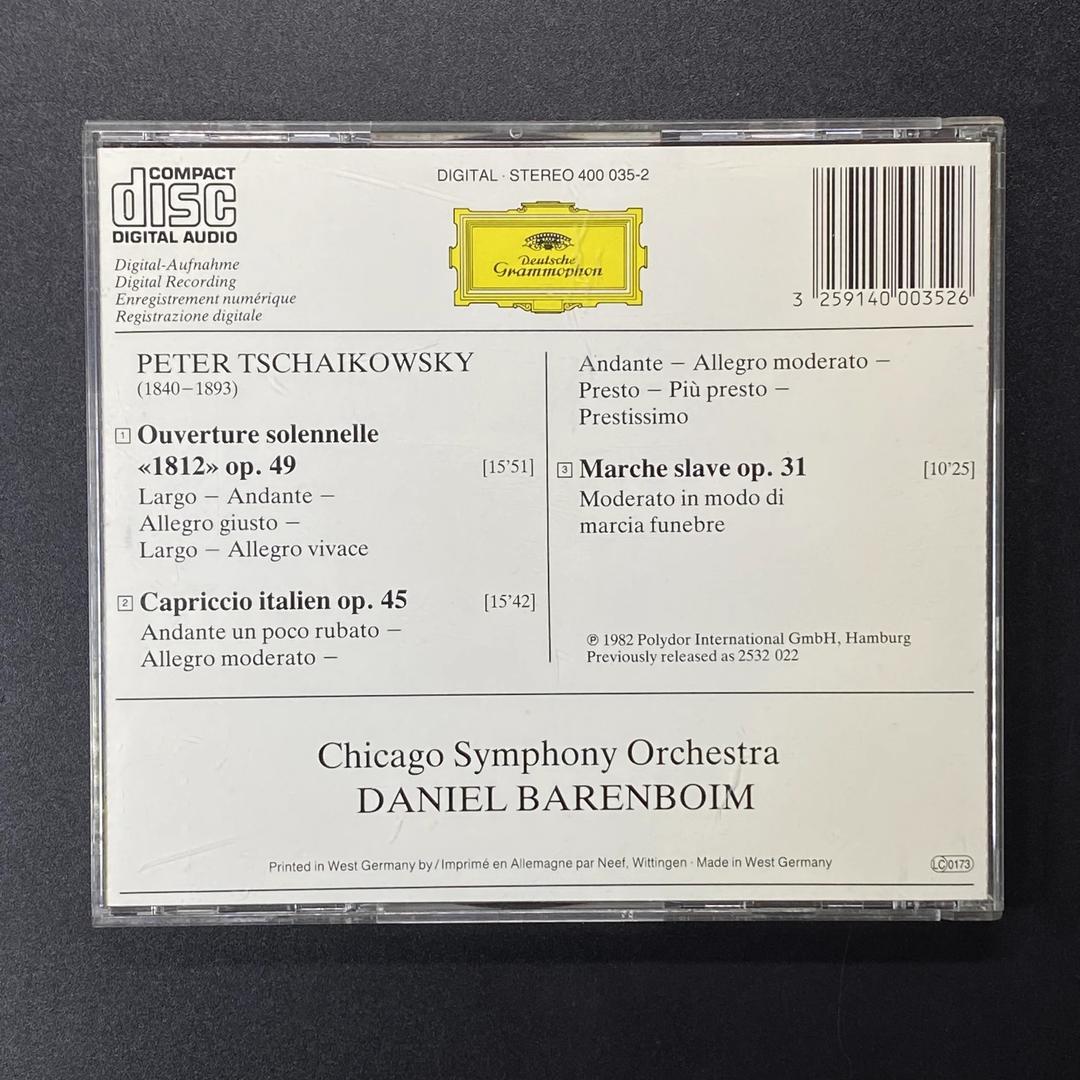 COMPACT
disc
DIGITAL AUDIO
Digital-Aufnahme
Digital Recording
Enregistrement numérique
Registrazione digitale
DIGITAL · STEREO 400 035-2
Deutsche
Grammophon
3 259140 003526
PETER TSCHAIKOWSKY
(1840–1893)
1 Ouverture solennelle
«1812» op. 49 [15'51]
Largo – Andante –
Allegro giusto –
Largo – Allegro vivace
2 Capriccio italien op. 45 [15'42]
Andante un poco rubato –
Allegro moderato –
Andante – Allegro moderato –
Presto – Più presto –
Prestissimo
3 Marche slave op. 31 [10'25]
Moderato in modo di
marcia funebre
℗ 1982 Polydor International GmbH, Hamburg
Previously released as 2532 022
Chicago Symphony Orchestra
DANIEL BARENBOIM
Printed in West Germany by/Imprimé en Allemagne par Neef, Wittingen · Made in West Germany
LC 0173